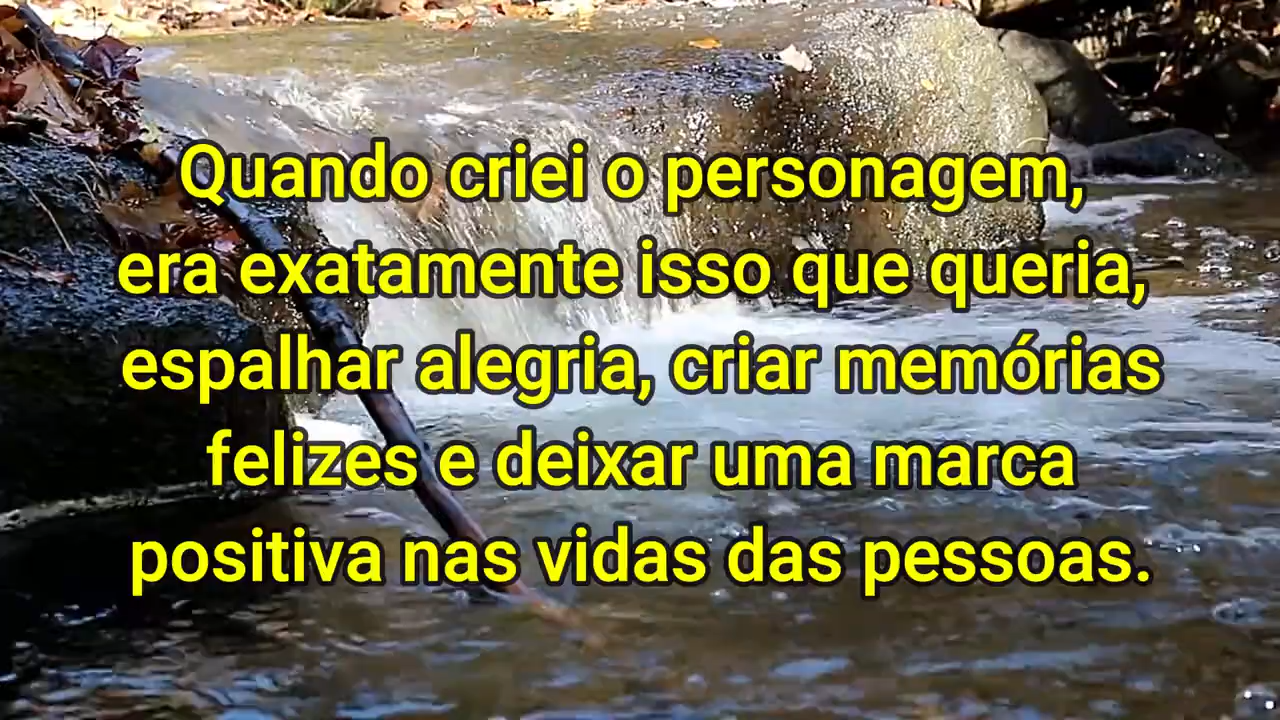 Quando criei o personagem,
era exatamente isso que queria,
espalhar alegria, criar memórias
felizes e deixar uma marca
positiva nas vidas das pessoas.